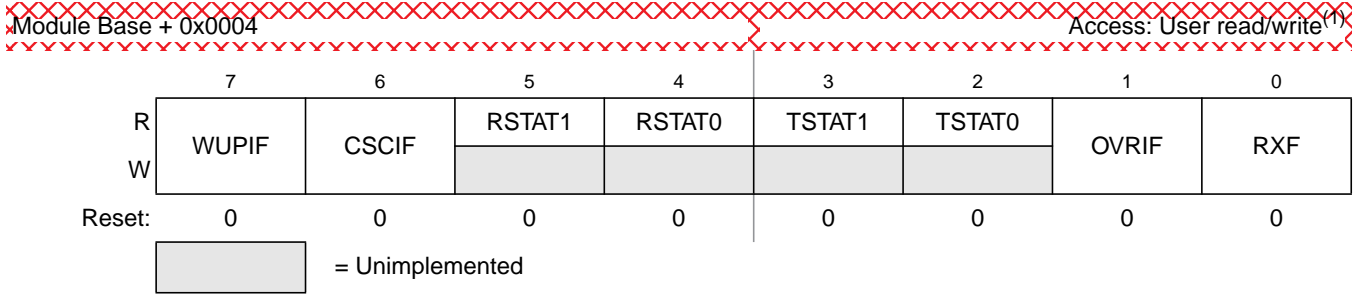 Module Base + 0x0004 Access: User read/write(1)
7 6 5 4 3 2 1 0
R WUPIF CSCIF RSTAT1 RSTAT0 TSTAT1 TSTAT0 OVRIF RXF
W
Reset: 0 0 0 0 0 0 0 0
= Unimplemented